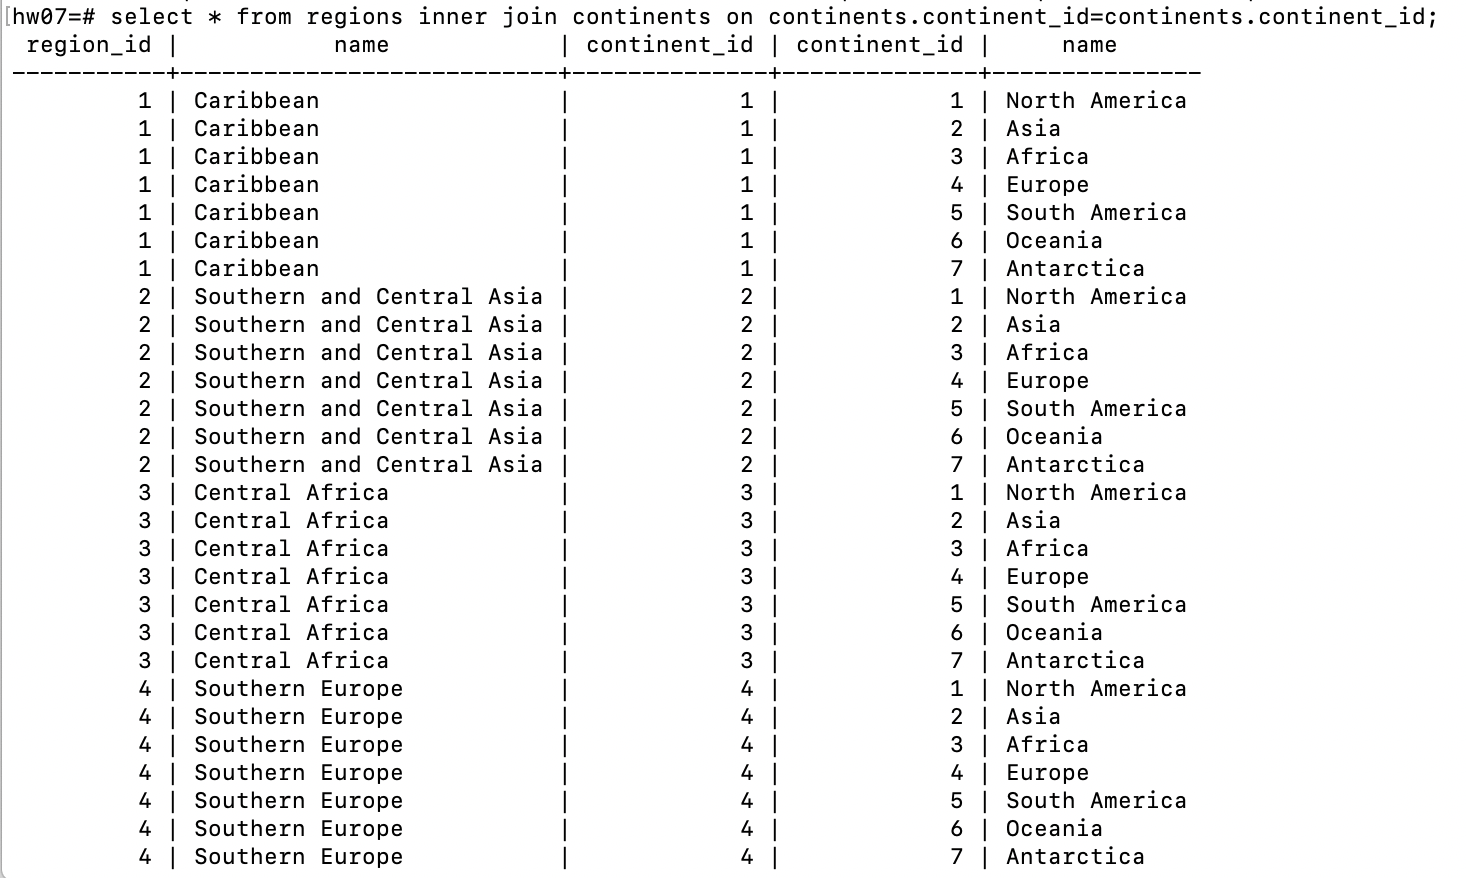 [hw07=# select * from regions inner join continents on continents.continent_id=continents.continent_id;
 region_id |           name            | continent_id | continent_id |     name
-----------+---------------------------+--------------+--------------+---------------
         1 | Caribbean                 |            1 |            1 | North America
         1 | Caribbean                 |            1 |            2 | Asia
         1 | Caribbean                 |            1 |            3 | Africa
         1 | Caribbean                 |            1 |            4 | Europe
         1 | Caribbean                 |            1 |            5 | South America
         1 | Caribbean                 |            1 |            6 | Oceania
         1 | Caribbean                 |            1 |            7 | Antarctica
         2 | Southern and Central Asia |            2 |            1 | North America
         2 | Southern and Central Asia |            2 |            2 | Asia
         2 | Southern and Central Asia |            2 |            3 | Africa
         2 | Southern and Central Asia |            2 |            4 | Europe
         2 | Southern and Central Asia |            2 |            5 | South America
         2 | Southern and Central Asia |            2 |            6 | Oceania
         2 | Southern and Central Asia |            2 |            7 | Antarctica
         3 | Central Africa            |            3 |            1 | North America
         3 | Central Africa            |            3 |            2 | Asia
         3 | Central Africa            |            3 |            3 | Africa
         3 | Central Africa            |            3 |            4 | Europe
         3 | Central Africa            |            3 |            5 | South America
         3 | Central Africa            |            3 |            6 | Oceania
         3 | Central Africa            |            3 |            7 | Antarctica
         4 | Southern Europe           |            4 |            1 | North America
         4 | Southern Europe           |            4 |            2 | Asia
         4 | Southern Europe           |            4 |            3 | Africa
         4 | Southern Europe           |            4 |            4 | Europe
         4 | Southern Europe           |            4 |            5 | South America
         4 | Southern Europe           |            4 |            6 | Oceania
         4 | Southern Europe           |            4 |            7 | Antarctica